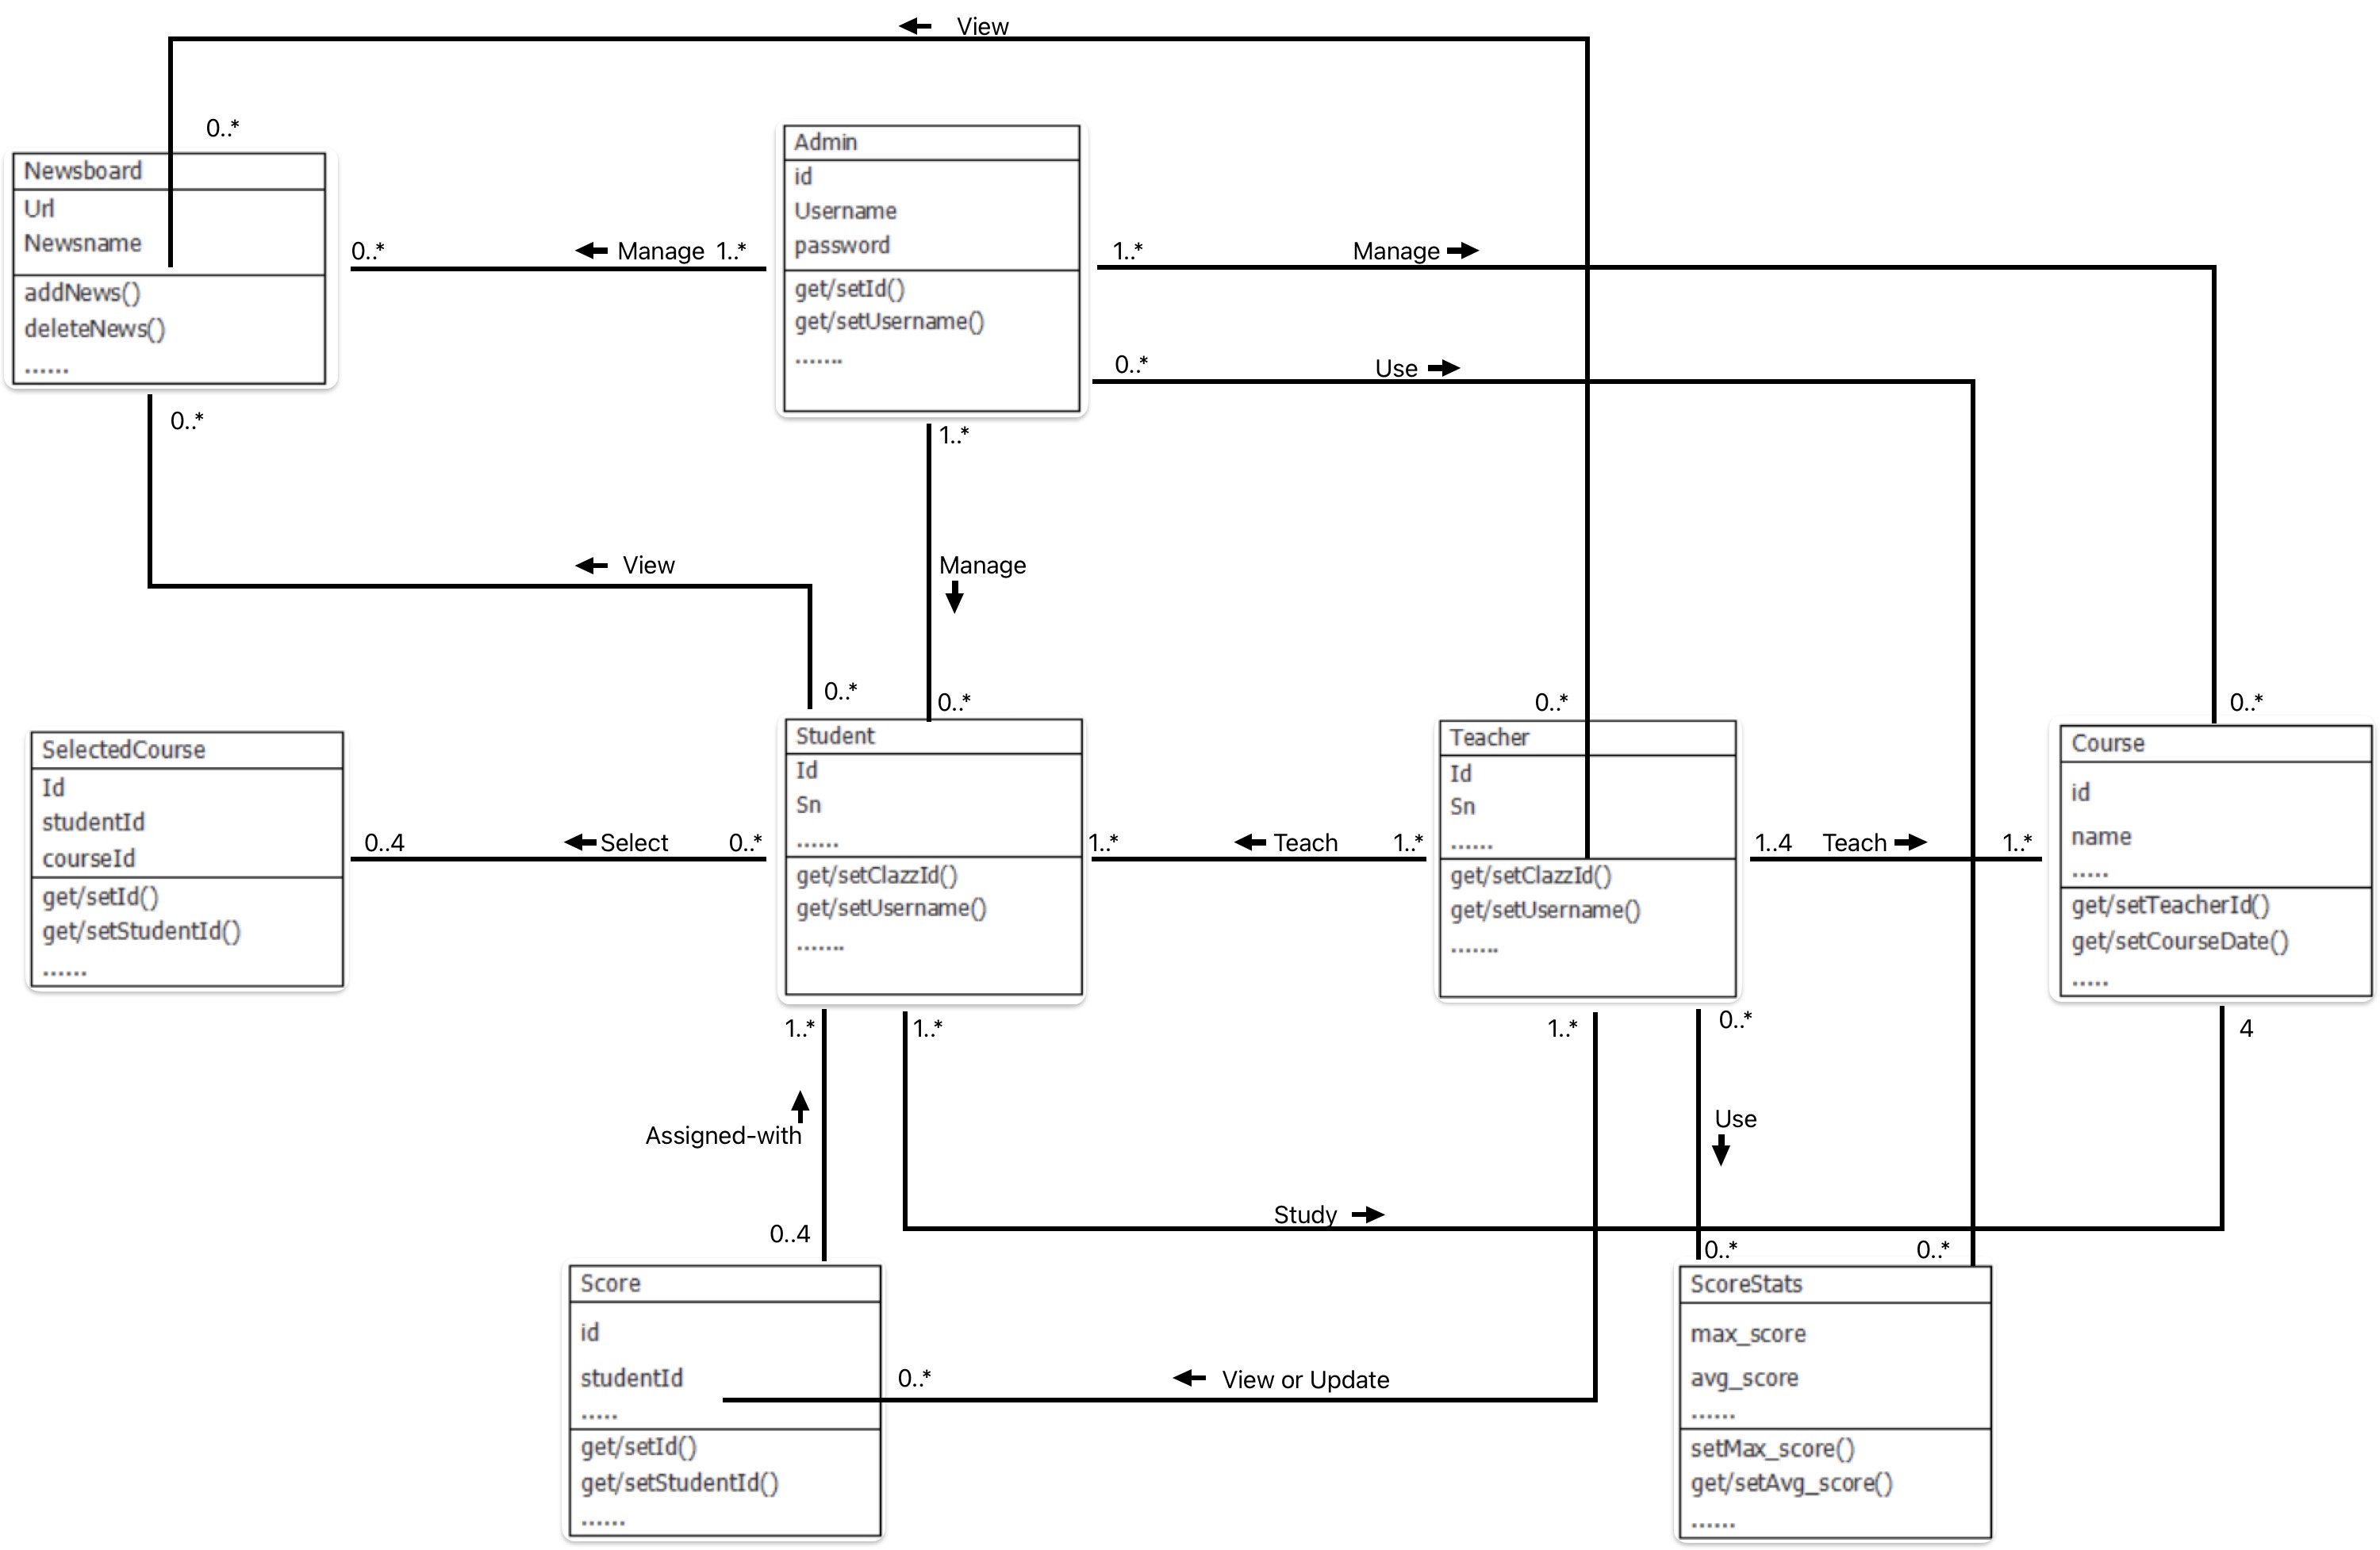 View
0..*
Newsboard
Url
Newsname
addNews()
deleteNews()
......
0..*
Manage
1..*
Admin
id
Username
password
get/setId()
get/setUsername()
.......
1..*
Manage
0..*
Use
0..*
1..*
View
Manage
0..*
0..*
0..*
0..*
SelectedCourse
Id
studentId
courseId
get/setId()
get/setStudentId()
......
0..4
Select
0..*
Student
Id
Sn
......
get/setClazzId()
get/setUsername()
.......
1..*
Teach
1..*
Teacher
Id
Sn
......
get/setClazzId()
get/setUsername()
.......
1..4
Teach
1..*
Course
id
name
.....
get/setTeacherId()
get/setCourseDate()
.....
1..*
1..*
1..*
0..*
4
Assigned-with
Use
Study
0..4
0..*
0..*
Score
id
studentId
.....
get/setId()
get/setStudentId()
......
0..*
View or Update
ScoreStats
max_score
avg_score
......
setMax_score()
get/setAvg_score()
......